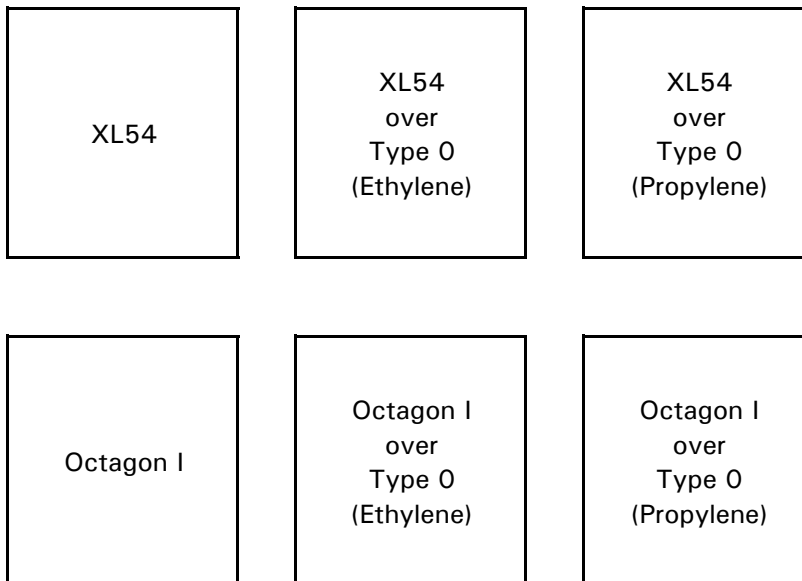 XL54
XL54
over
Type 0
(Ethylene)
XL54
over
Type 0
(Propylene)
Octagon I
Octagon I
over
Type 0
(Ethylene)
Octagon I
over
Type 0
(Propylene)